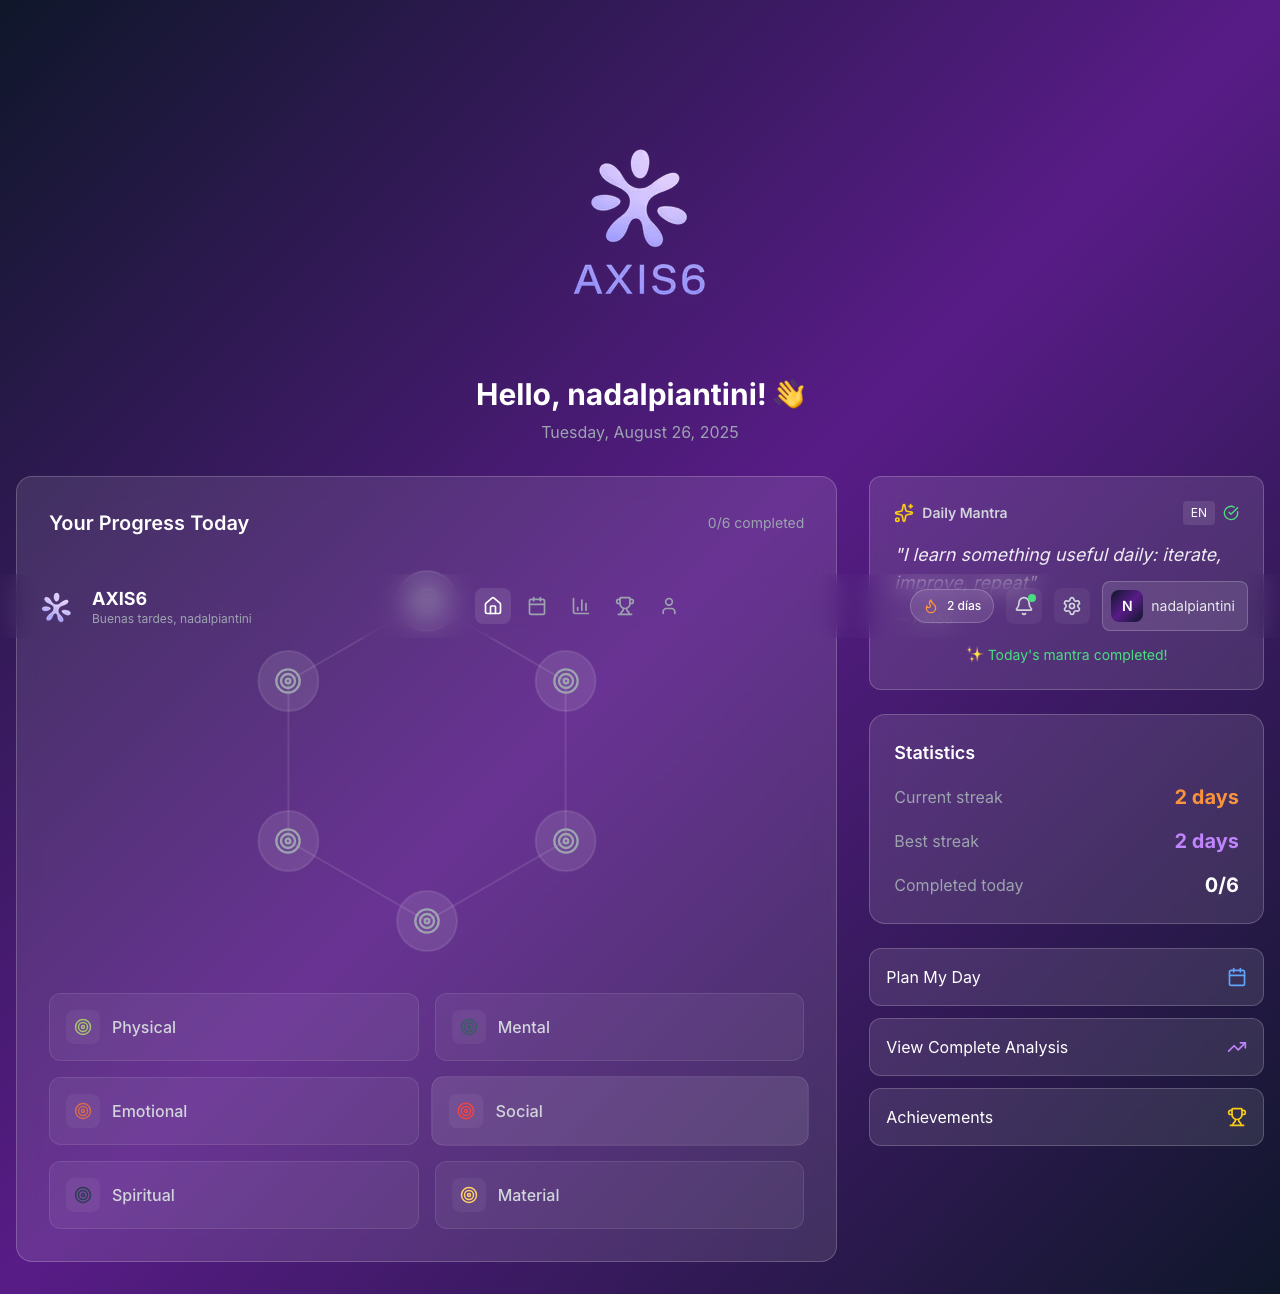 AXIS6
Hello, nadalpiantini! 👋
Tuesday, August 26, 2025
Your Progress Today
0/6 completed
AXIS6
Buenas tardes, nadalpiantini
Physical
Mental
Emotional
Social
Spiritual
Material
Daily Mantra
EN
"I learn something useful daily: iterate,
improve, repeat"
2 días
N
nadalpiantini
✨ Today's mantra completed!
Statistics
Current streak
2 days
Best streak
2 days
Completed today
0/6
Plan My Day
View Complete Analysis
Achievements